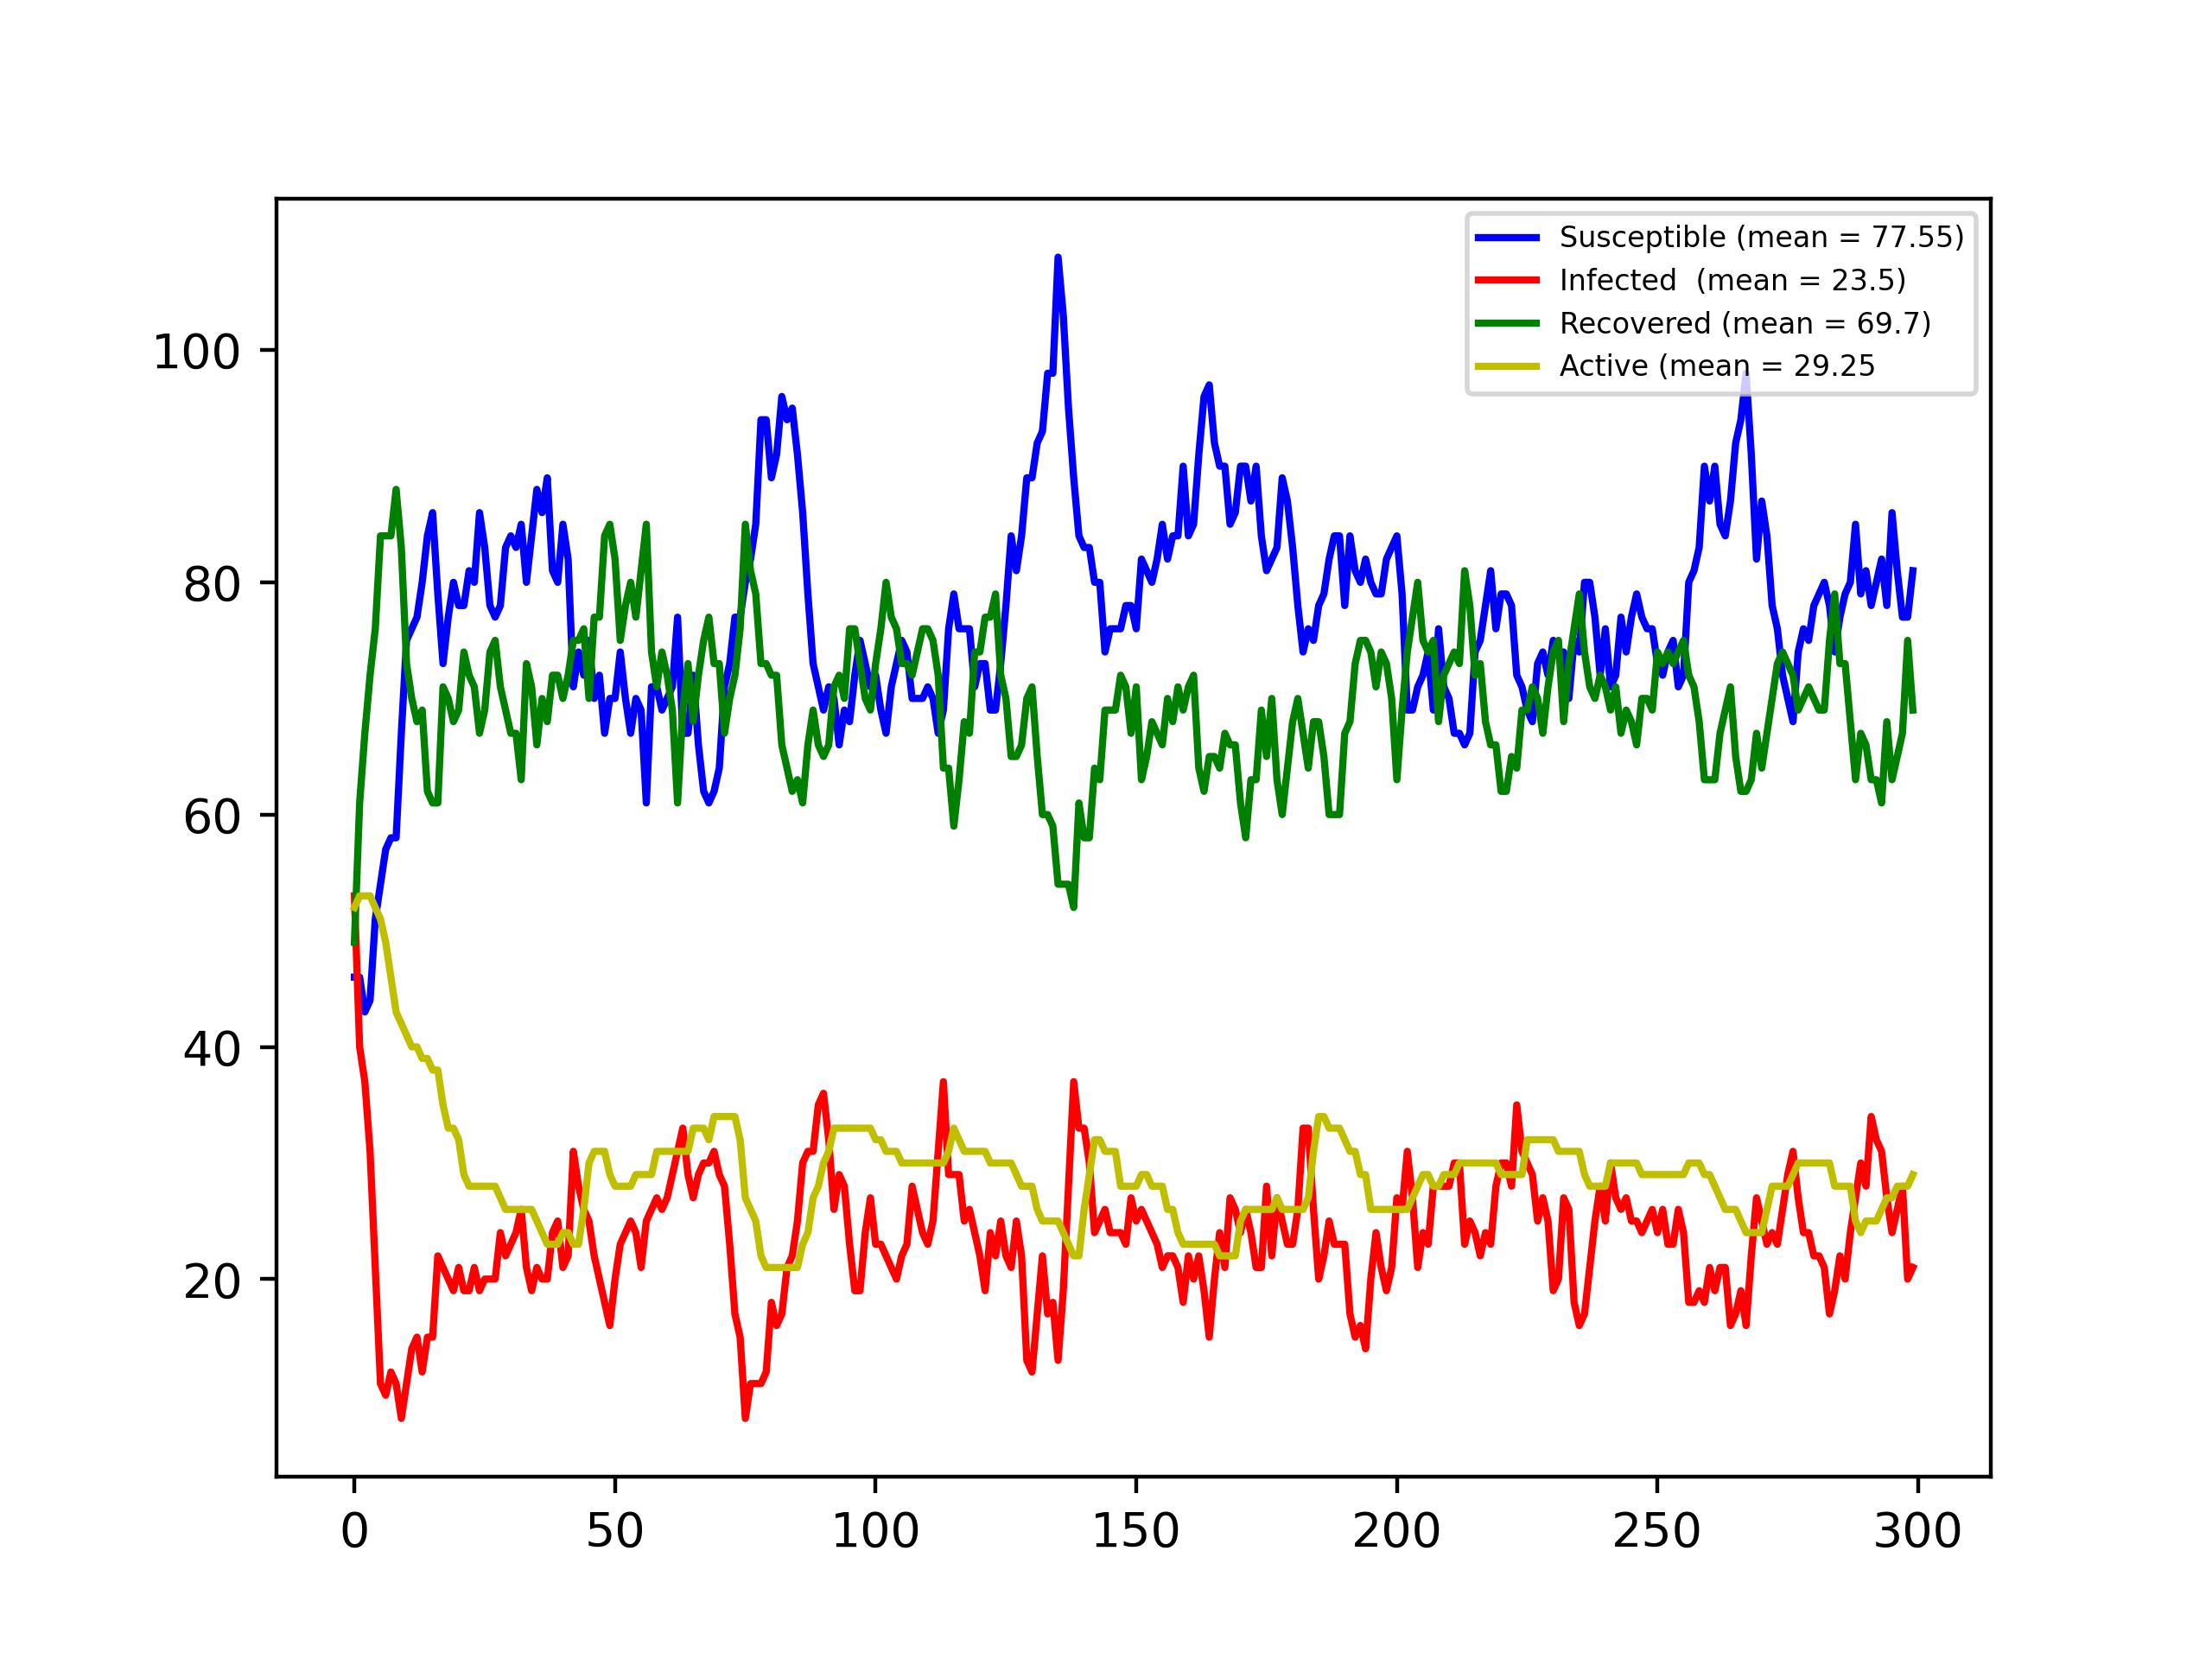 Susceptible (mean = 77.55)
Infected  (mean = 23.5)
Recovered (mean = 69.7)
Active (mean = 29.25
100
80
60
40
20
0 50 100 150 200 250 300